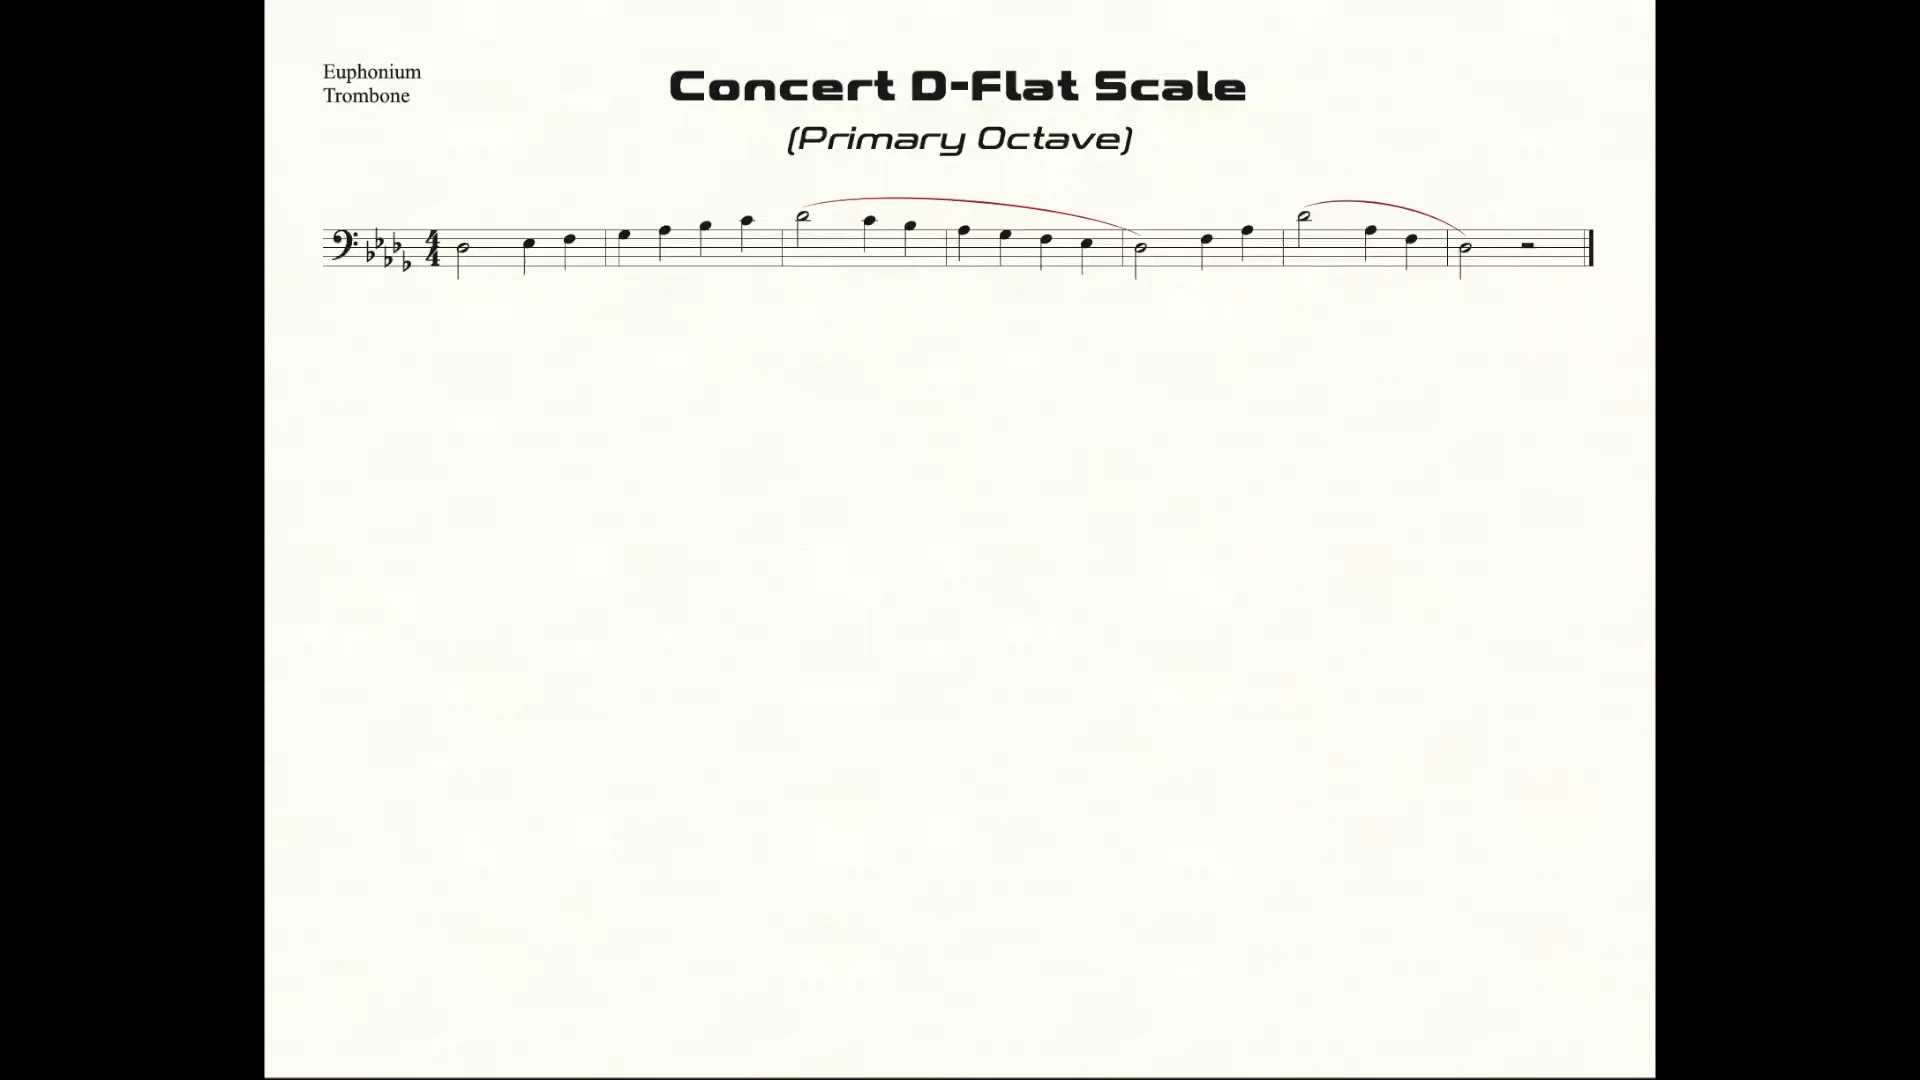 Euphonium
Trombone
Concert D-Flat Scale
(Primary Octave)
4
4